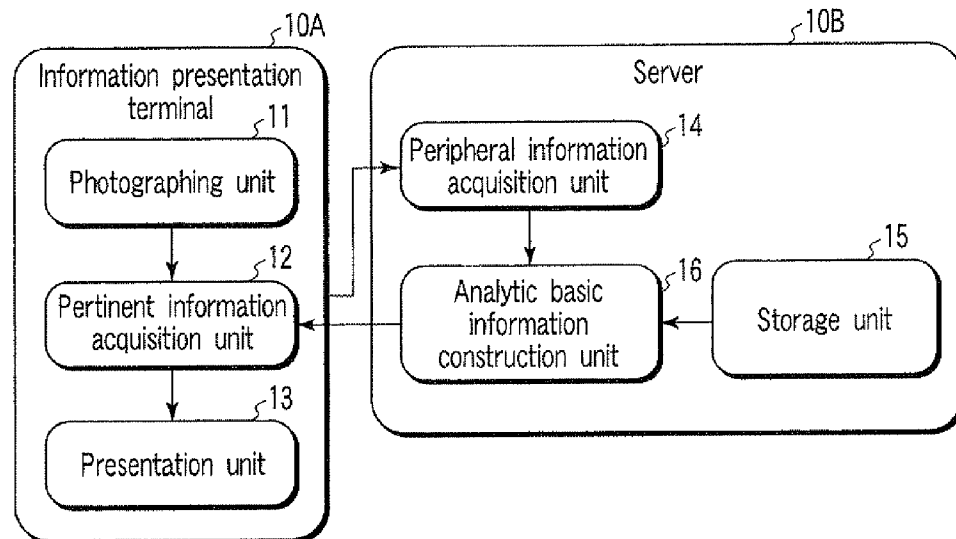 10A
Information presentation
terminal
11
Photographing unit
12
Pertinent information
acquisition unit
13
Presentation unit
10B
Server
14
Peripheral information
acquisition unit
16
Analytic basic
information
construction unit
15
Storage unit